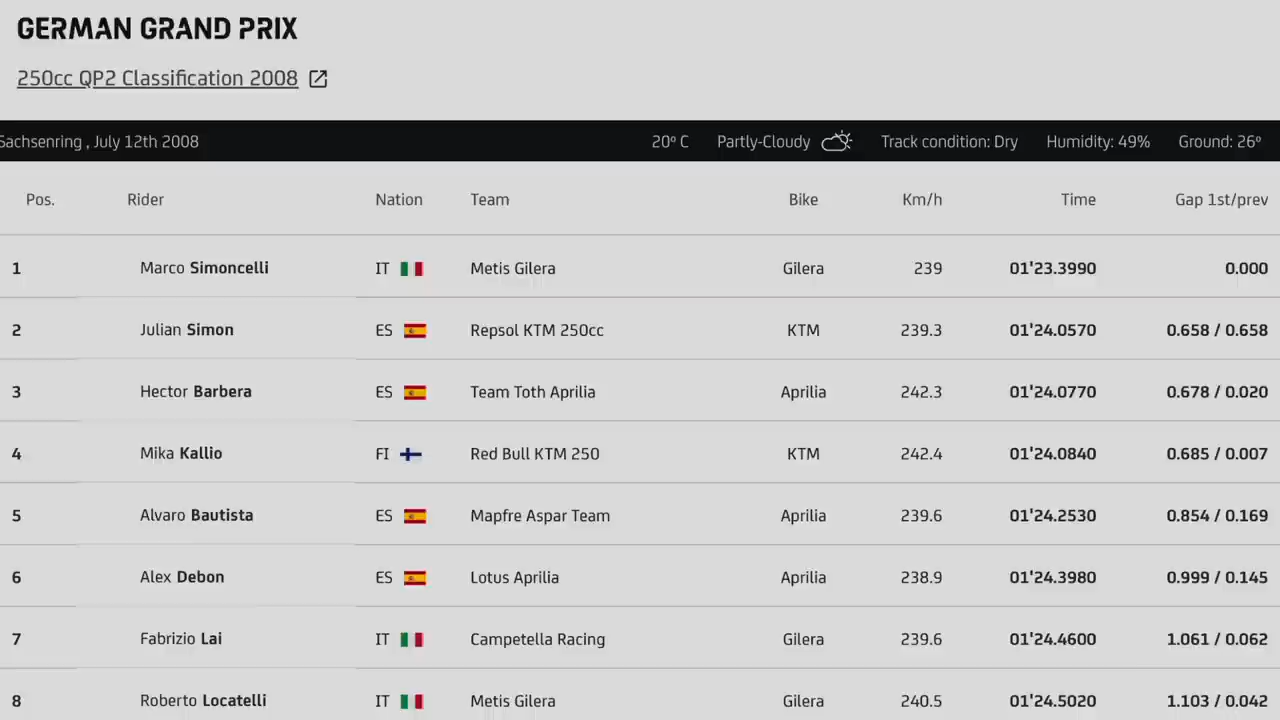 GERMAN GRAND PRIX
250cc QP2 Classification 2008
Sachsenring , July 12th 2008 20º C Partly-Cloudy Track condition: Dry Humidity: 49% Ground: 26º
Pos. Rider Nation Team Bike Km/h Time Gap 1st/prev
1 Marco Simoncelli IT Metis Gilera Gilera 239 01'23.3990 0.000
2 Julian Simon ES Repsol KTM 250cc KTM 239.3 01'24.0570 0.658 / 0.658
3 Hector Barbera ES Team Toth Aprilia Aprilia 242.3 01'24.0770 0.678 / 0.020
4 Mika Kallio FI Red Bull KTM 250 KTM 242.4 01'24.0840 0.685 / 0.007
5 Alvaro Bautista ES Mapfre Aspar Team Aprilia 239.6 01'24.2530 0.854 / 0.169
6 Alex Debon ES Lotus Aprilia Aprilia 238.9 01'24.3980 0.999 / 0.145
7 Fabrizio Lai IT Campetella Racing Gilera 239.6 01'24.4600 1.061 / 0.062
8 Roberto Locatelli IT Metis Gilera Gilera 240.5 01'24.5020 1.103 / 0.042